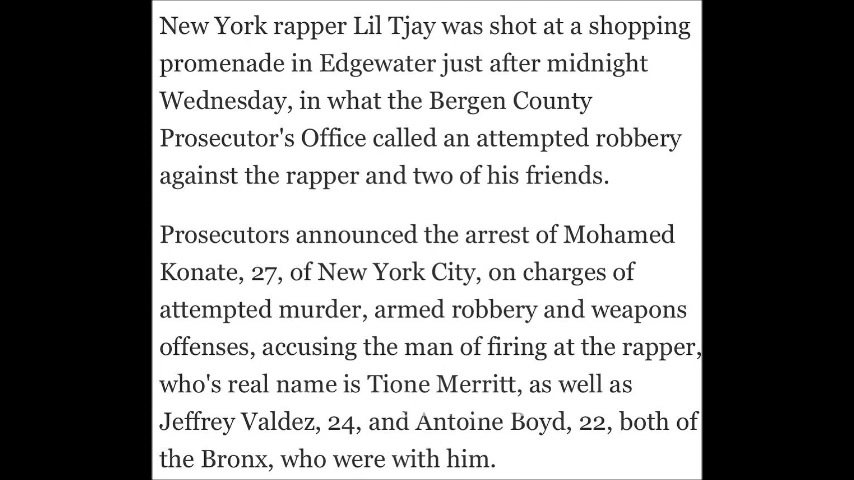 New York rapper Lil Tjay was shot at a shopping
promenade in Edgewater just after midnight
Wednesday, in what the Bergen County
Prosecutor's Office called an attempted robbery
against the rapper and two of his friends.
Prosecutors announced the arrest of Mohamed
Konate, 27, of New York City, on charges of
attempted murder, armed robbery and weapons
offenses, accusing the man of firing at the rapper,
who's real name is Tione Merritt, as well as
Jeffrey Valdez, 24, and Antoine Boyd, 22, both of
the Bronx, who were with him.